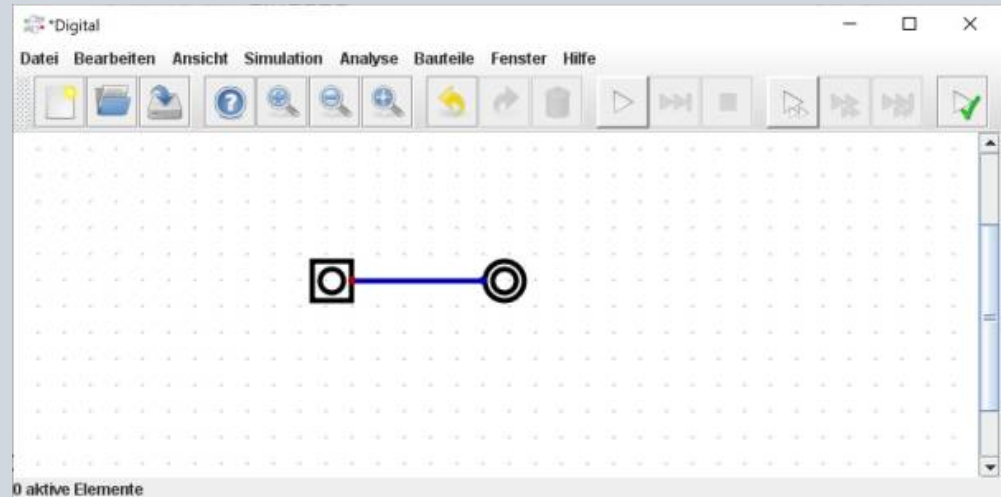 *Digital
Datei Bearbeiten Ansicht Simulation Analyse Bauteile Fenster Hilfe
0 aktive Elemente